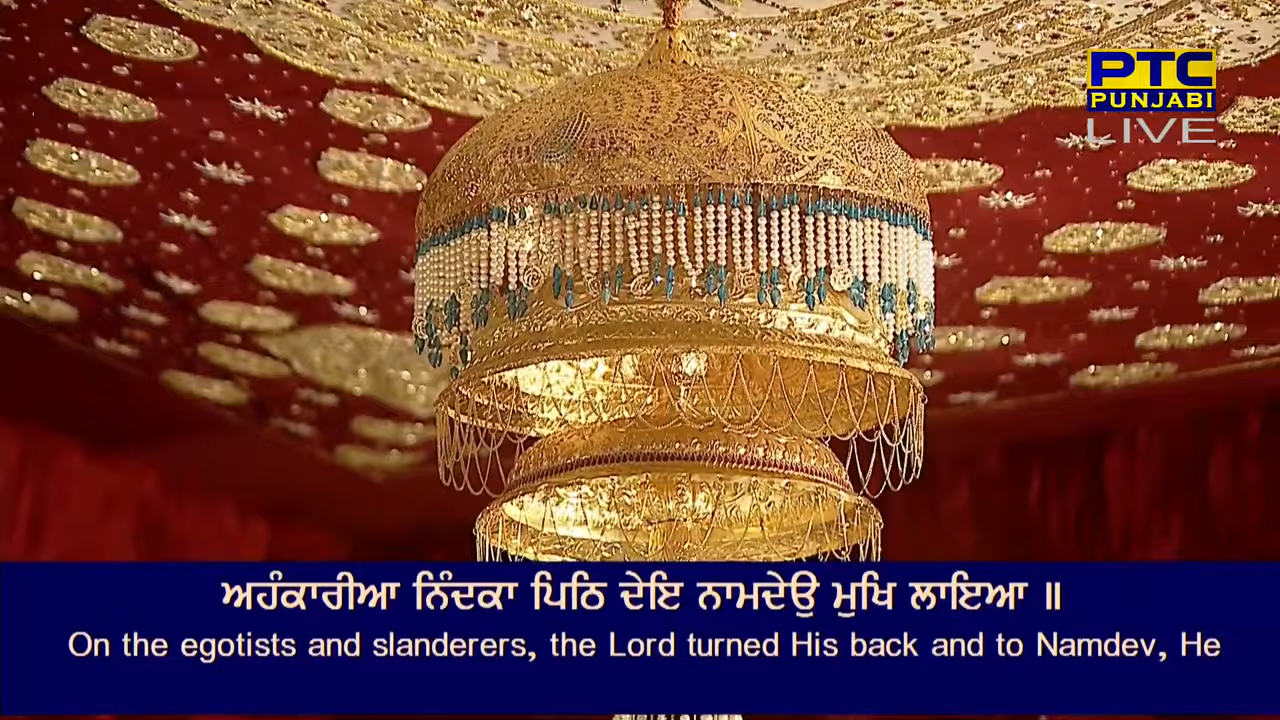 PTC
PUNJABI
LIVE
ਅਹੰਕਾਰੀਆ ਨਿੰਦਕਾ ਪਿਠਿ ਦੇਇ ਨਾਮਦੇਉ ਮੁਖਿ ਲਾਇਆ ॥
On the egotists and slanderers, the Lord turned His back and to Namdev, He